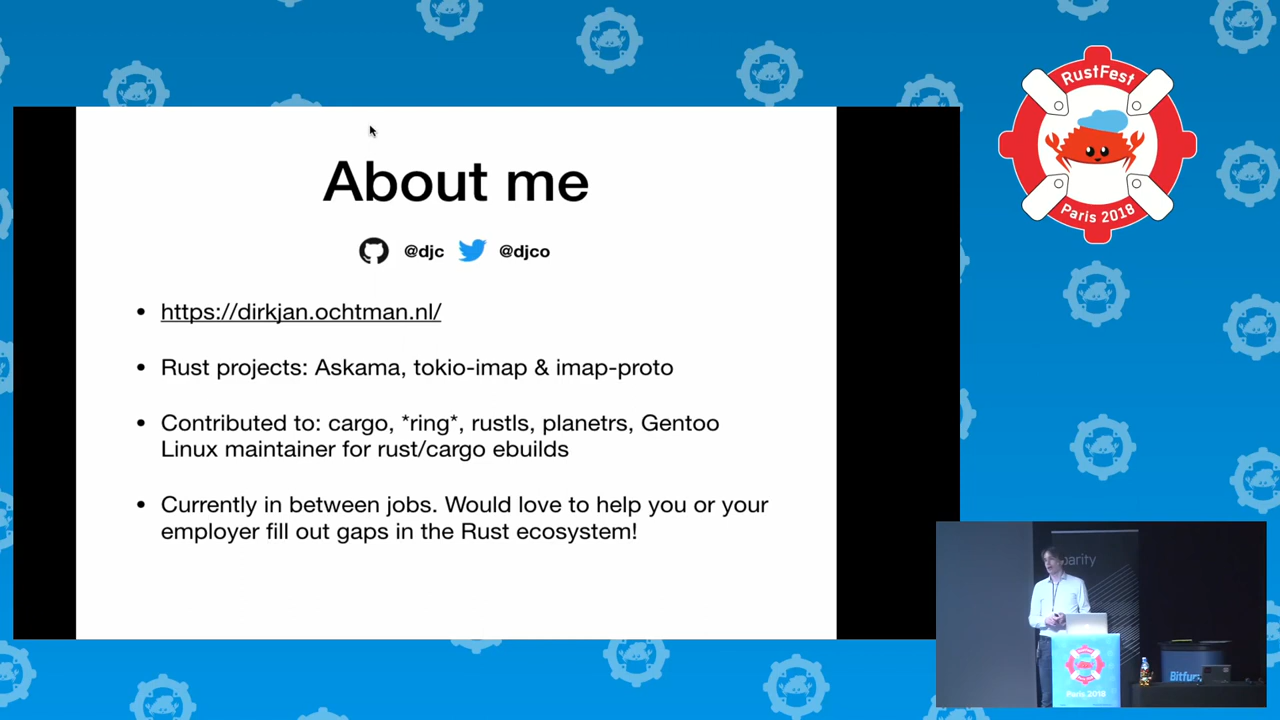 RustFest
Paris 2018
About me
@djc @djco
• https://dirkjan.ochtman.nl/
• Rust projects: Askama, tokio-imap & imap-proto
• Contributed to: cargo, *ring*, rustls, planetrs, Gentoo
Linux maintainer for rust/cargo ebuilds
• Currently in between jobs. Would love to help you or your
employer fill out gaps in the Rust ecosystem!
parity
Paris 2018